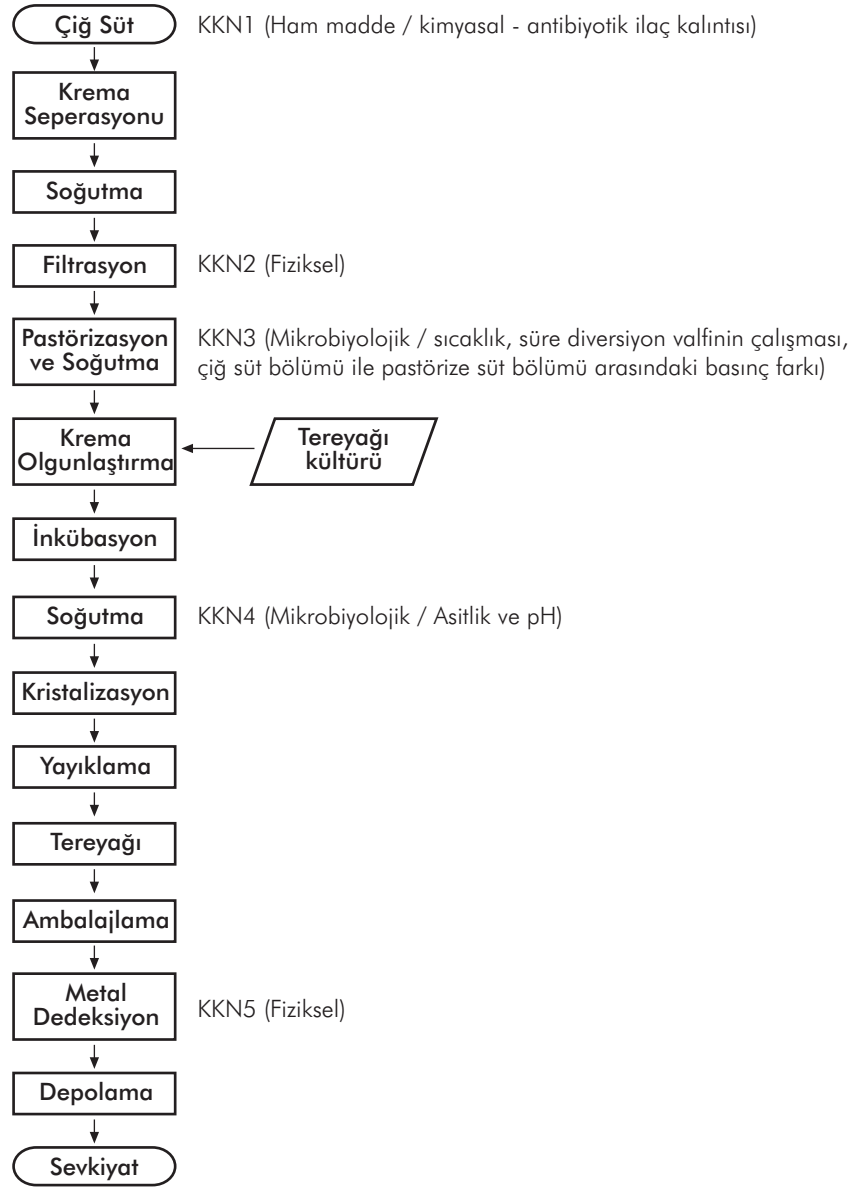 Çiğ Süt
KKN1 (Ham madde / kimyasal - antibiyotik ilaç kalıntısı)
Krema
Seperasyonu
Soğutma
Filtrasyon
KKN2 (Fiziksel)
Pastörizasyon
ve Soğutma
KKN3 (Mikrobiyolojik / sıcaklık, süre diversiyon valfinin çalışması,
çiğ süt bölümü ile pastörize süt bölümü arasındaki basınç farkı)
Krema
Olgunlaştırma
Tereyağı
kültürü
İnkübasyon
Soğutma
KKN4 (Mikrobiyolojik / Asitlik ve pH)
Kristalizasyon
Yayıklama
Tereyağı
Ambalajlama
Metal
Dedeksiyon
KKN5 (Fiziksel)
Depolama
Sevkiyat